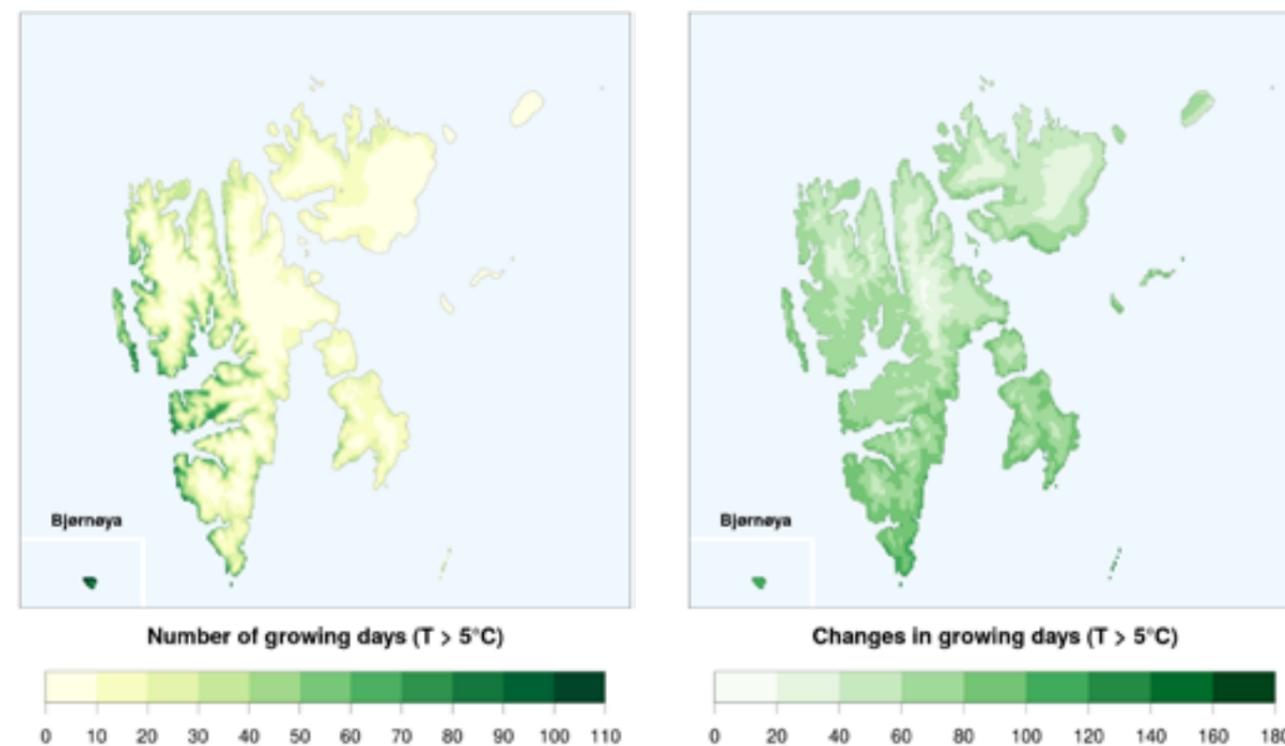 Bjørnøya
Number of growing days (T > 5°C)
0 10 20 30 40 50 60 70 80 90 100 110
Bjørnøya
Changes in growing days (T > 5°C)
0 20 40 60 80 100 120 140 160 180